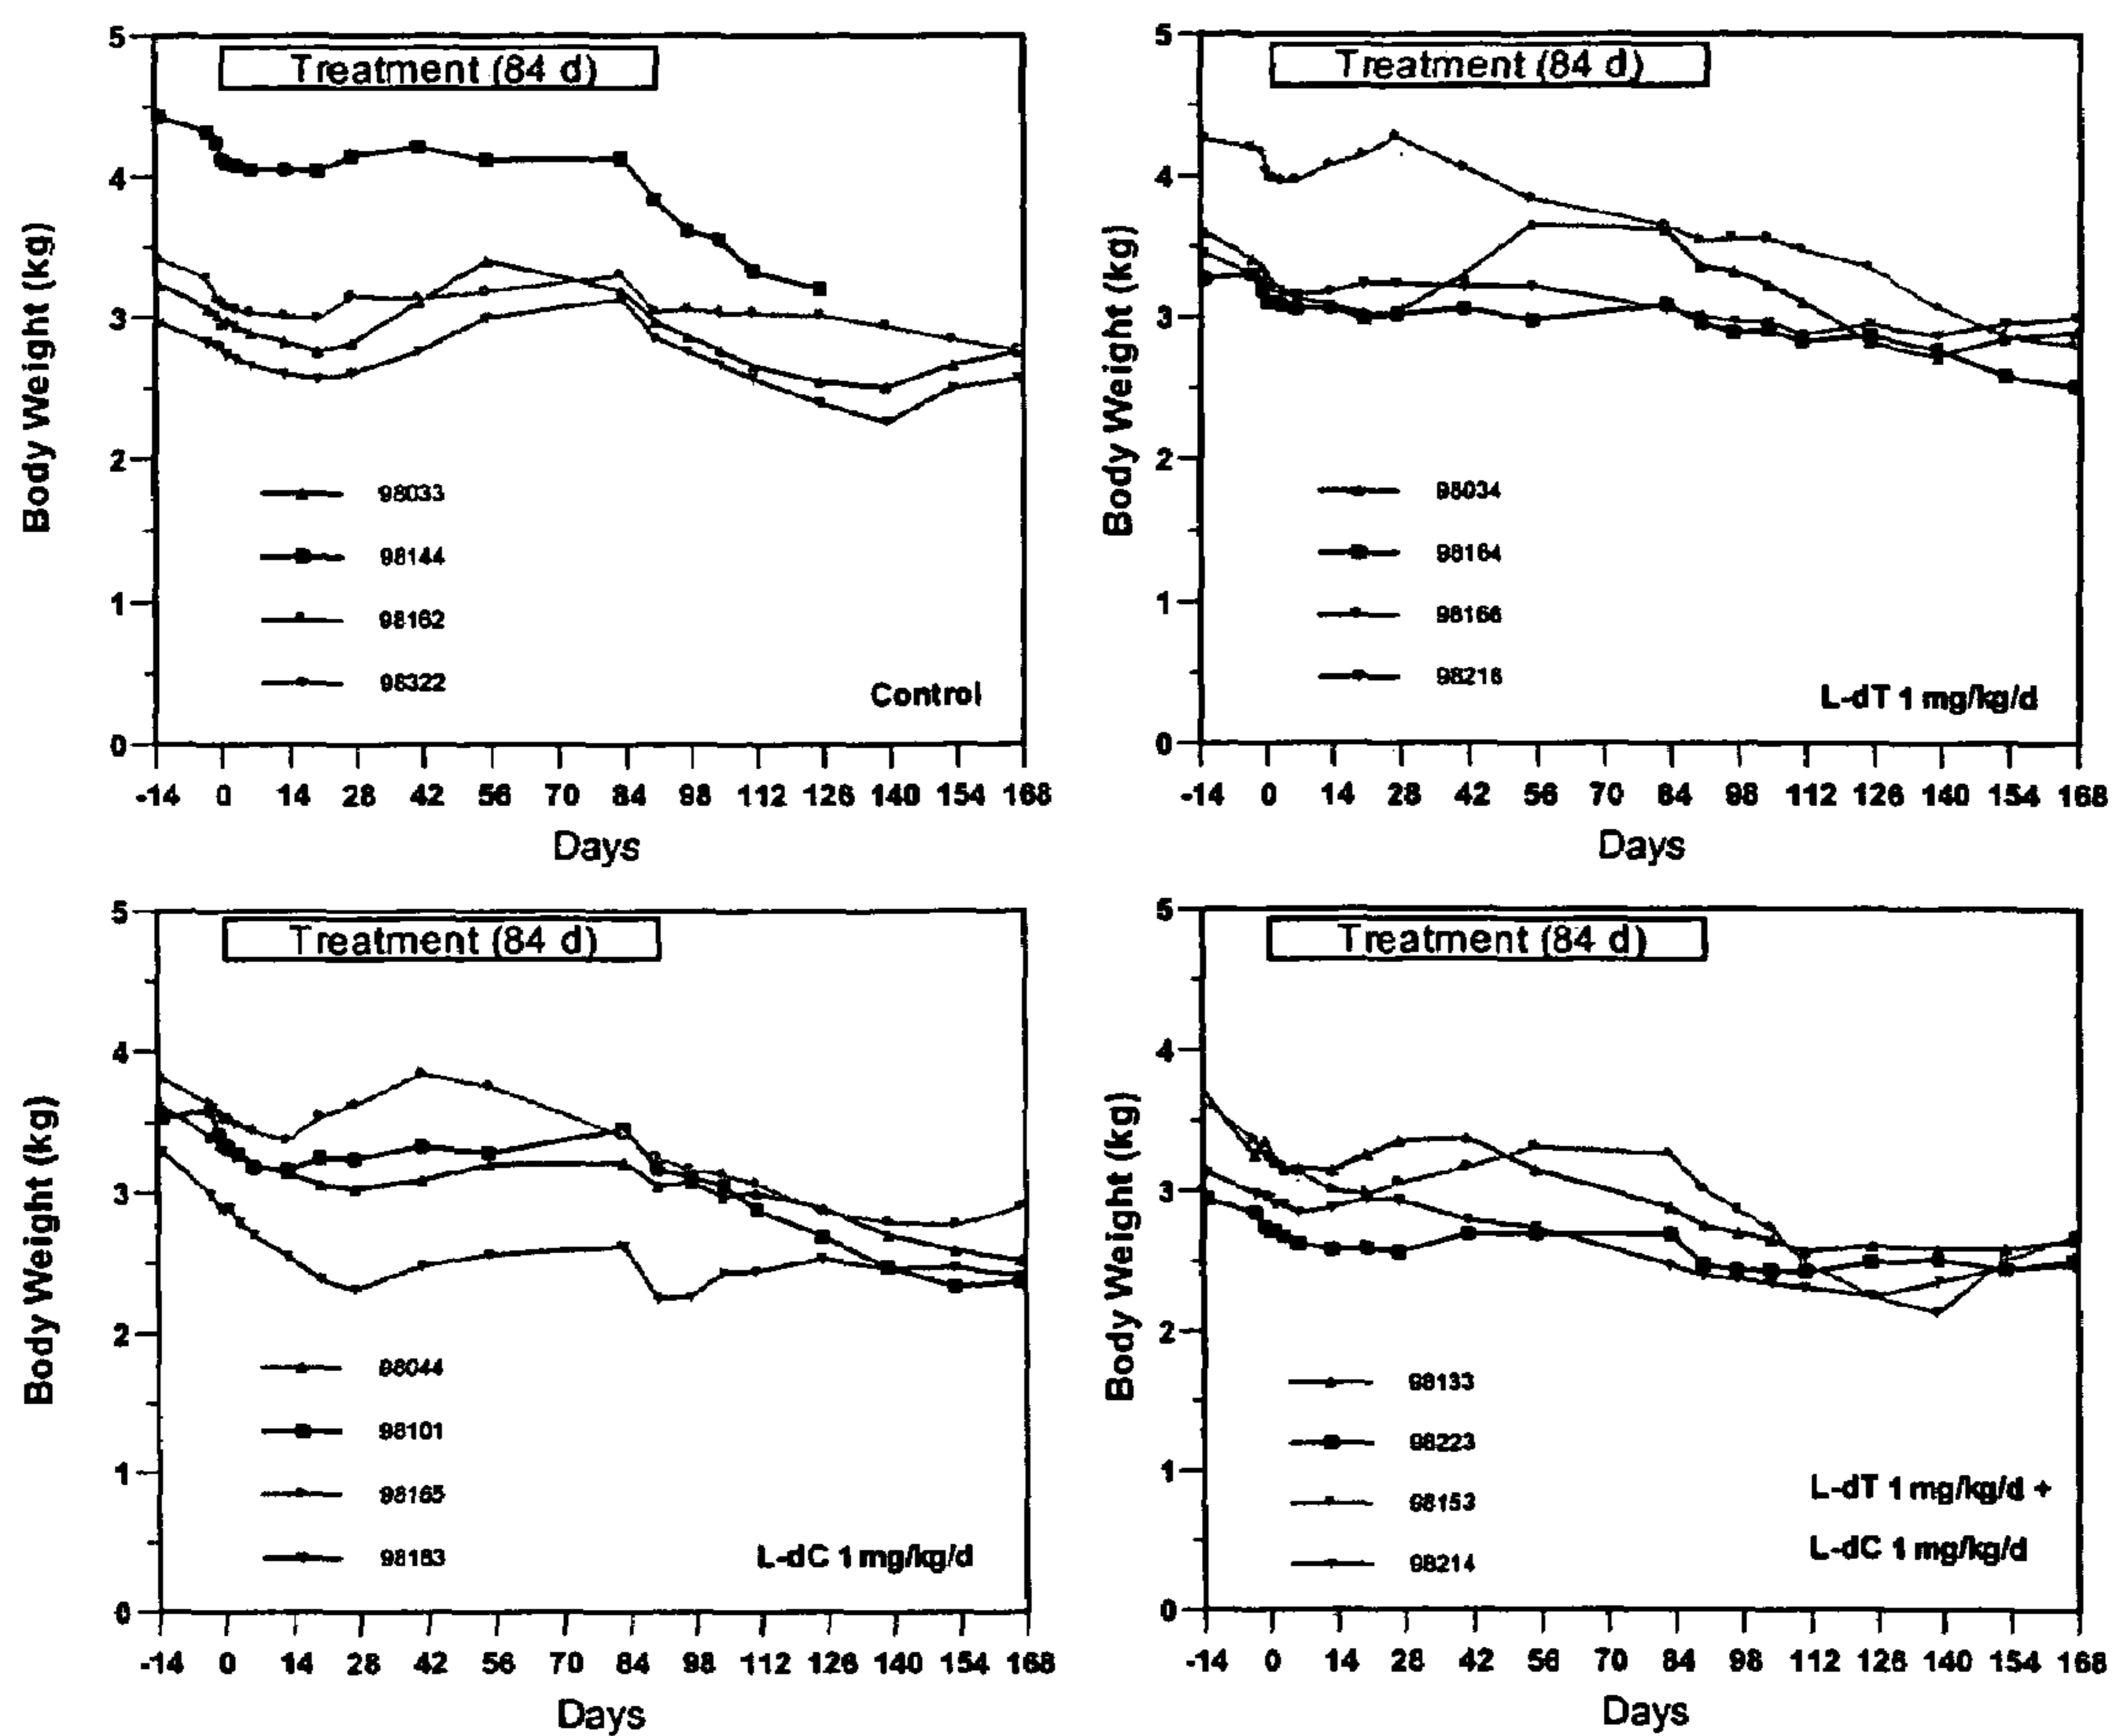 Treatment (84 d)
Body Weight (kg)
5
4
3
2
1
0
98033
98144
98162
98322
Control
-14 0 14 28 42 56 70 84 98 112 126 140 154 168
Days
Treatment (84 d)
Body Weight (kg)
5
4
3
2
1
0
98034
98164
98166
98216
L-dT 1 mg/kg/d
-14 0 14 28 42 56 70 84 98 112 126 140 154 168
Days
Treatment (84 d)
Body Weight (kg)
5
4
3
2
1
0
98044
98101
98165
98183
L-dC 1 mg/kg/d
-14 0 14 28 42 56 70 84 98 112 126 140 154 168
Days
Treatment (84 d)
Body Weight (kg)
5
4
3
2
1
0
98133
98223
98153
98214
L-dT 1 mg/kg/d +
L-dC 1 mg/kg/d
-14 0 14 28 42 56 70 84 98 112 126 140 154 168
Days